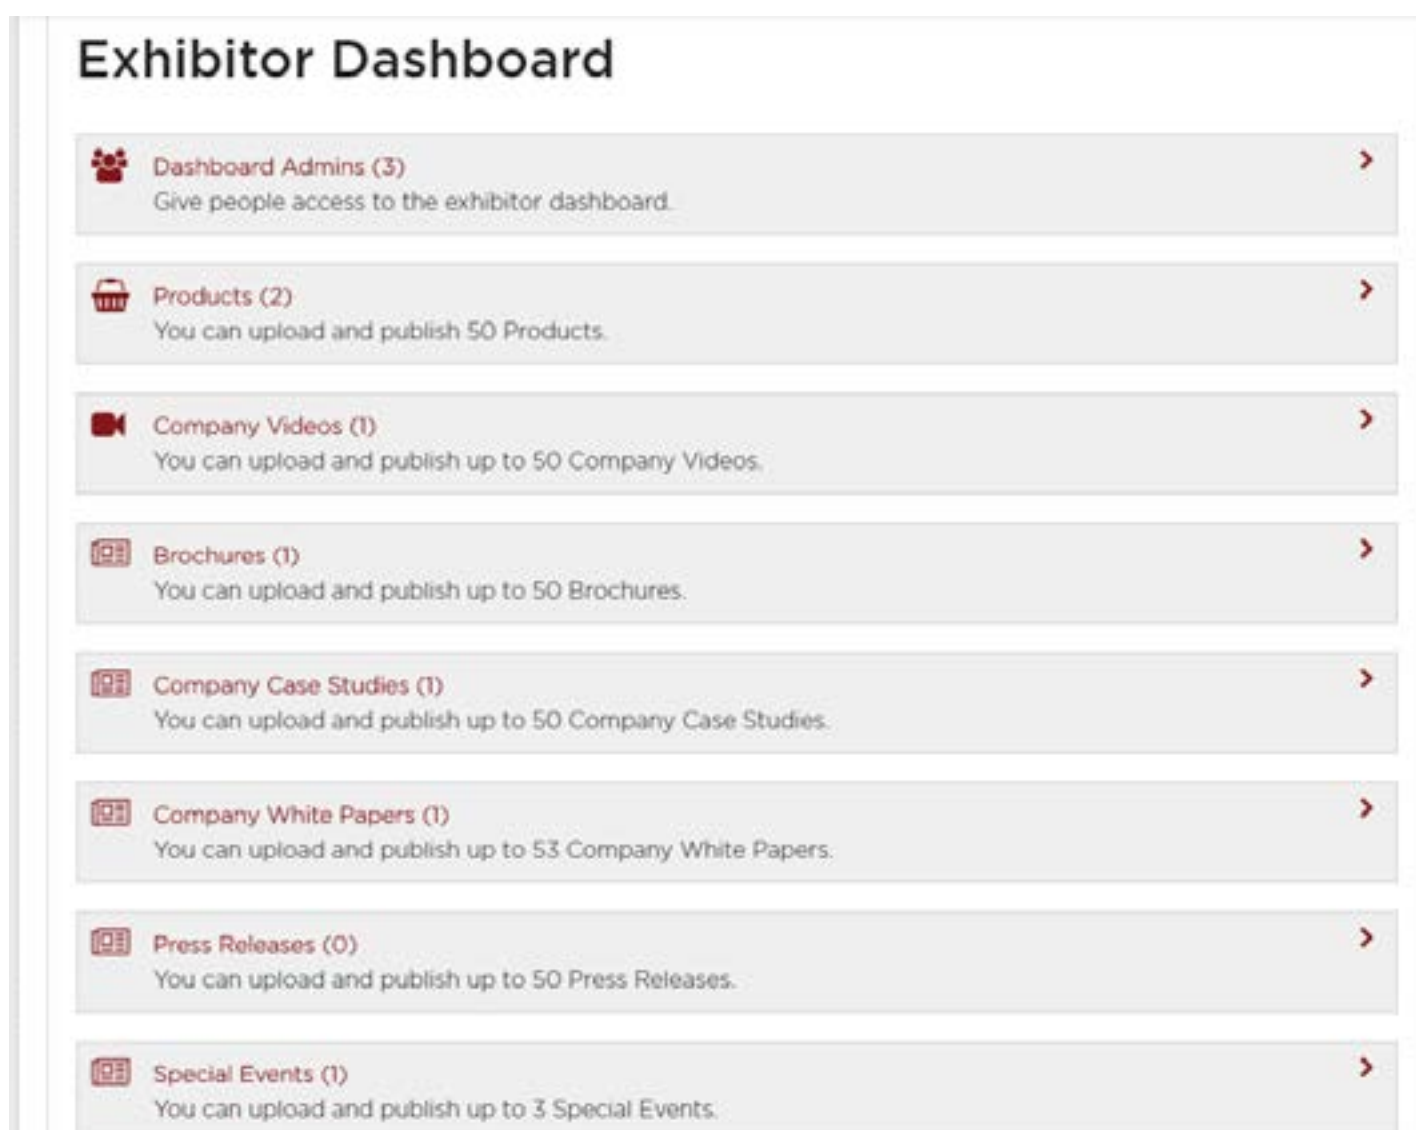 Exhibitor Dashboard
Dashboard Admins (3)
Give people access to the exhibitor dashboard.
Products (2)
You can upload and publish 50 Products.
Company Videos (1)
You can upload and publish up to 50 Company Videos.
Brochures (1)
You can upload and publish up to 50 Brochures.
Company Case Studies (1)
You can upload and publish up to 50 Company Case Studies.
Company White Papers (1)
You can upload and publish up to 53 Company White Papers.
Press Releases (0)
You can upload and publish up to 50 Press Releases.
Special Events (1)
You can upload and publish up to 3 Special Events.